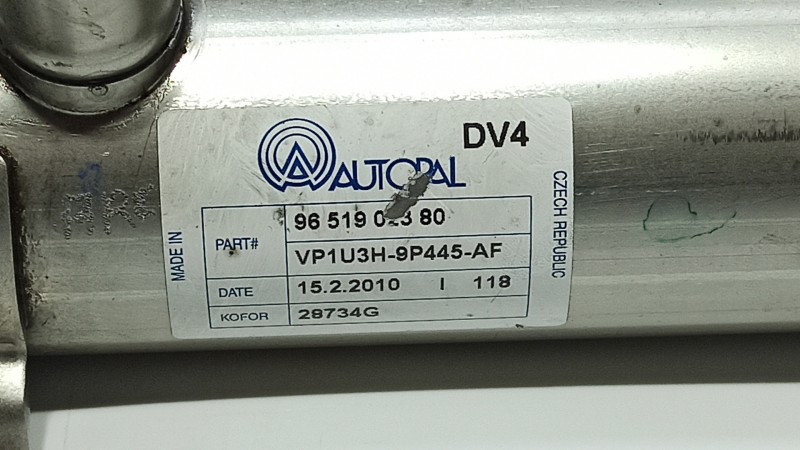 DV4
AUTOPAL
MADE IN
CZECH REPUBLIC
PART#
96 519 80
VP1U3H-9P445-AF
DATE
15.2.2010 I 118
KOFOR
28734G